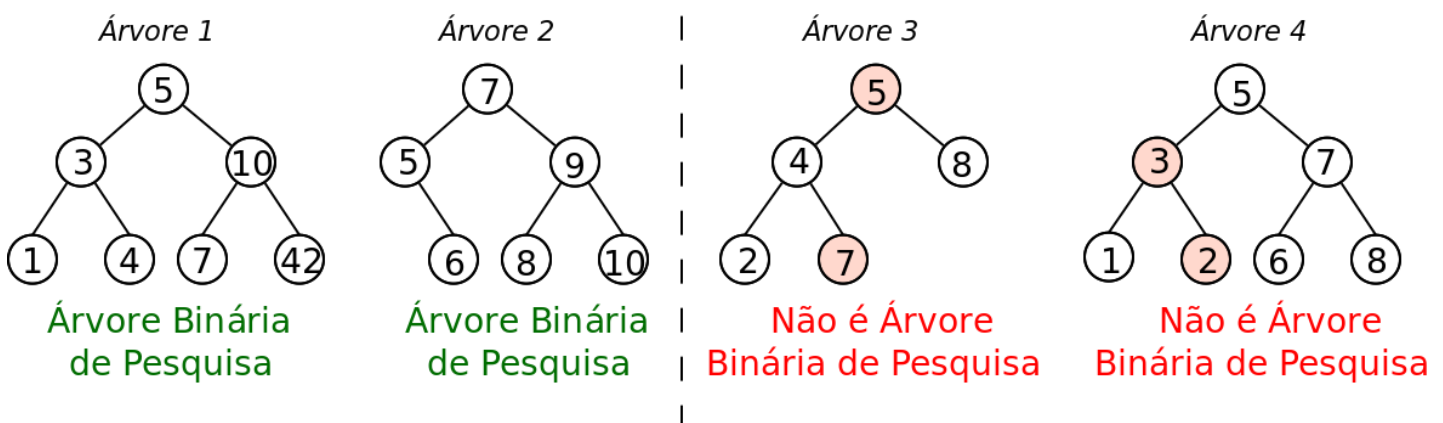 Árvore 1
5
3
10
1
4
7
42
Árvore Binária
de Pesquisa
Árvore 2
7
5
9
6
8
10
Árvore Binária
de Pesquisa
Árvore 3
5
4
8
2
7
Não é Árvore
Binária de Pesquisa
Árvore 4
5
3
7
1
2
6
8
Não é Árvore
Binária de Pesquisa